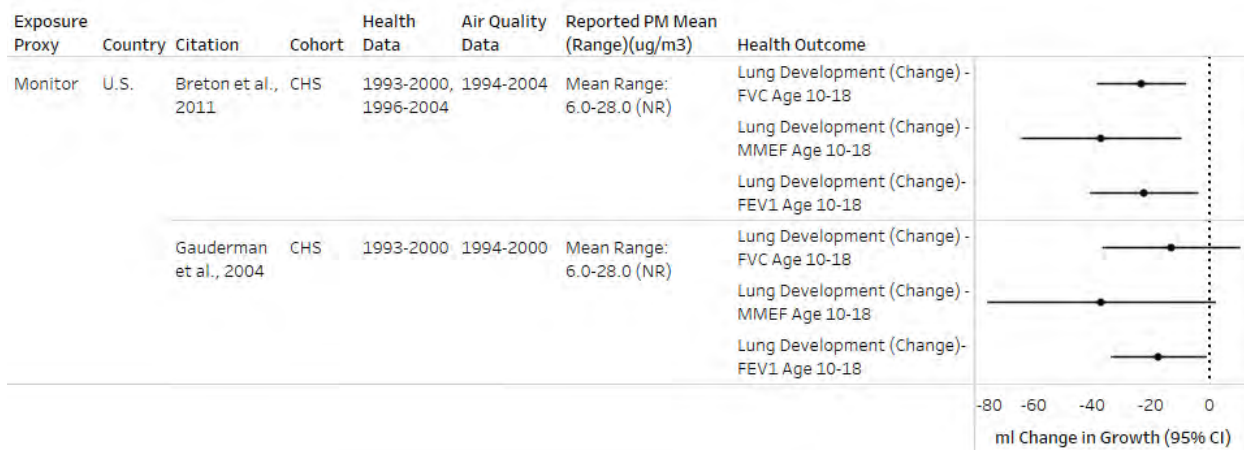 Exposure Proxy Country Citation Cohort Health Data Air Quality Data Reported PM Mean (Range)(ug/m3) Health Outcome
Monitor U.S. Breton et al., 2011 CHS 1993-2000, 1996-2004 1994-2004 Mean Range: 6.0-28.0 (NR)
Lung Development (Change) -
FVC Age 10-18
Lung Development (Change) -
MMEF Age 10-18
Lung Development (Change)-
FEV1 Age 10-18
Gauderman et al., 2004 CHS 1993-2000 1994-2000 Mean Range: 6.0-28.0 (NR)
Lung Development (Change) -
FVC Age 10-18
Lung Development (Change) -
MMEF Age 10-18
Lung Development (Change)-
FEV1 Age 10-18
-80 -60 -40 -20 0
ml Change in Growth (95% CI)